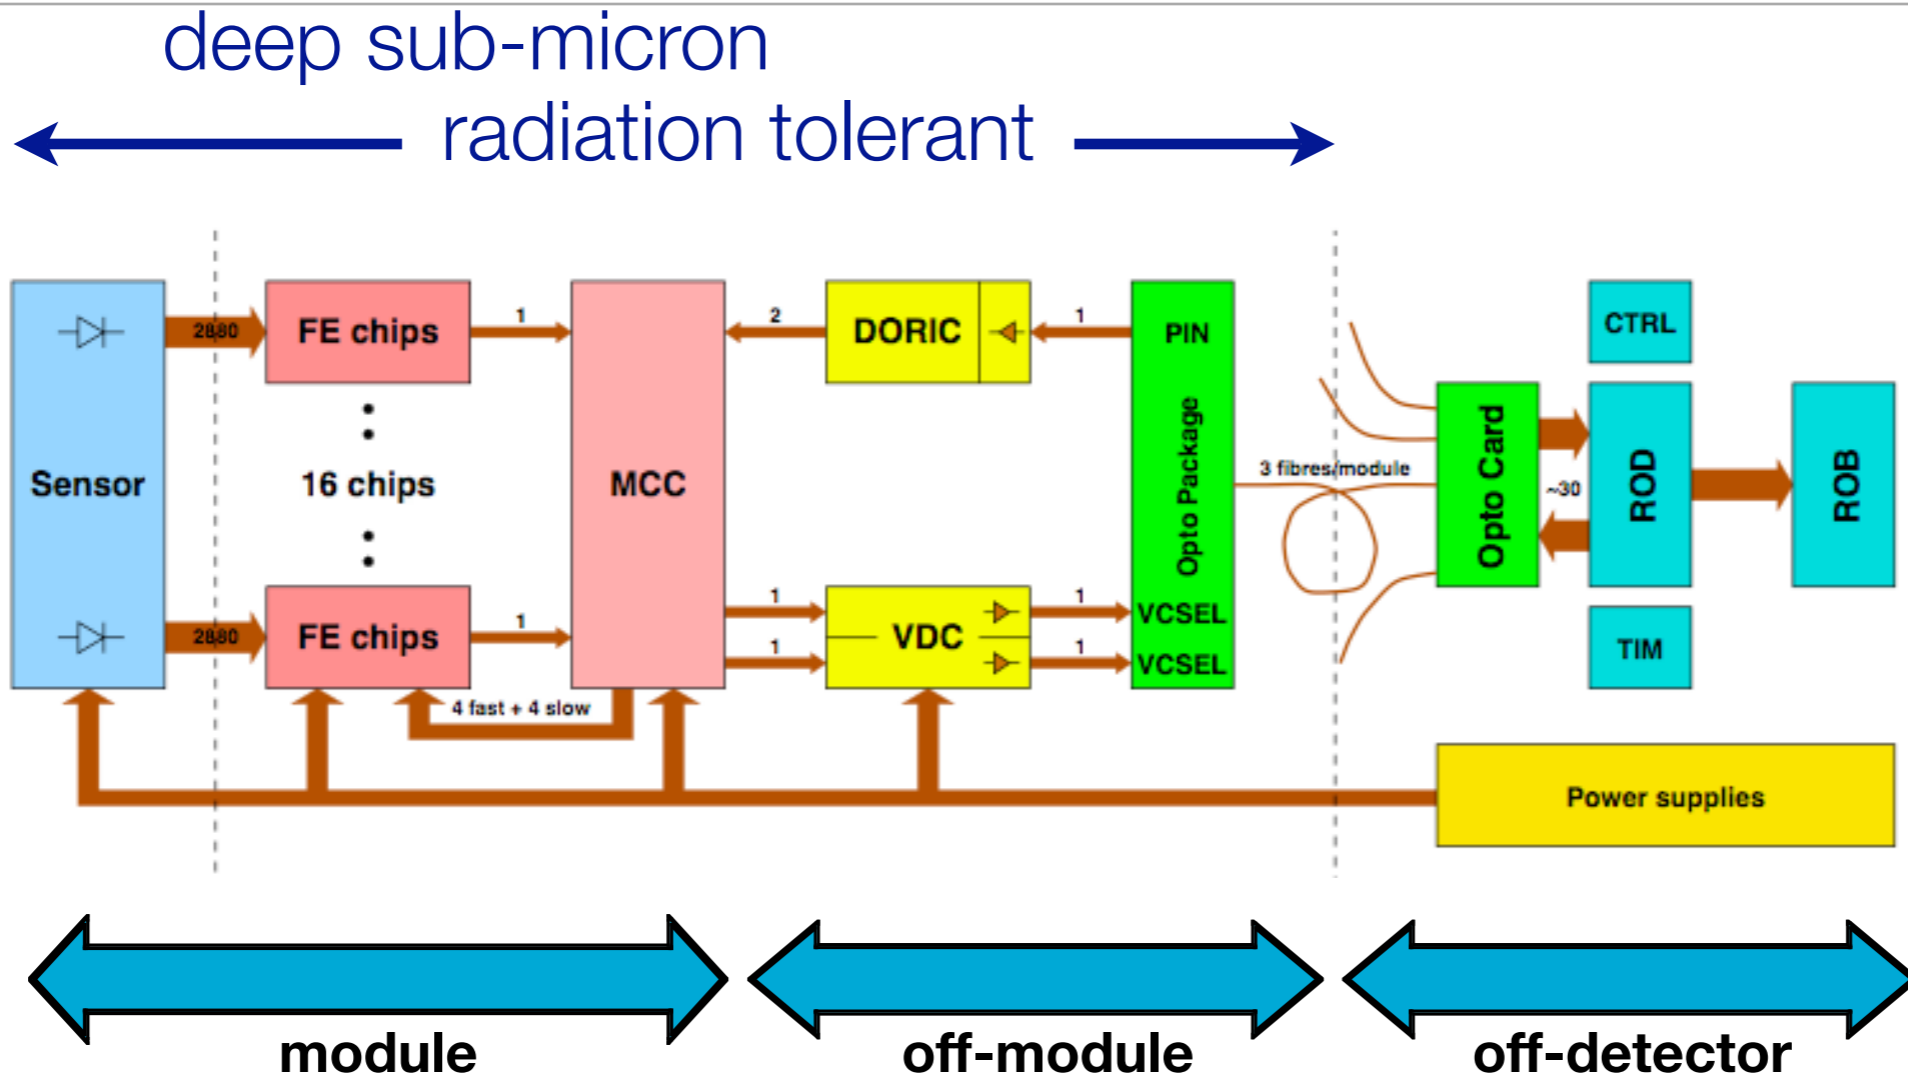 deep sub-micron
radiation tolerant
Sensor
2880
FE chips
1
16 chips
2880
FE chips
1
4 fast + 4 slow
MCC
2
DORIC
1
1
1
VDC
1
1
PIN
Opto Package
VCSEL
VCSEL
3 fibres/module
Opto Card
~30
CTRL
ROD
TIM
ROB
Power supplies
module
off-module
off-detector